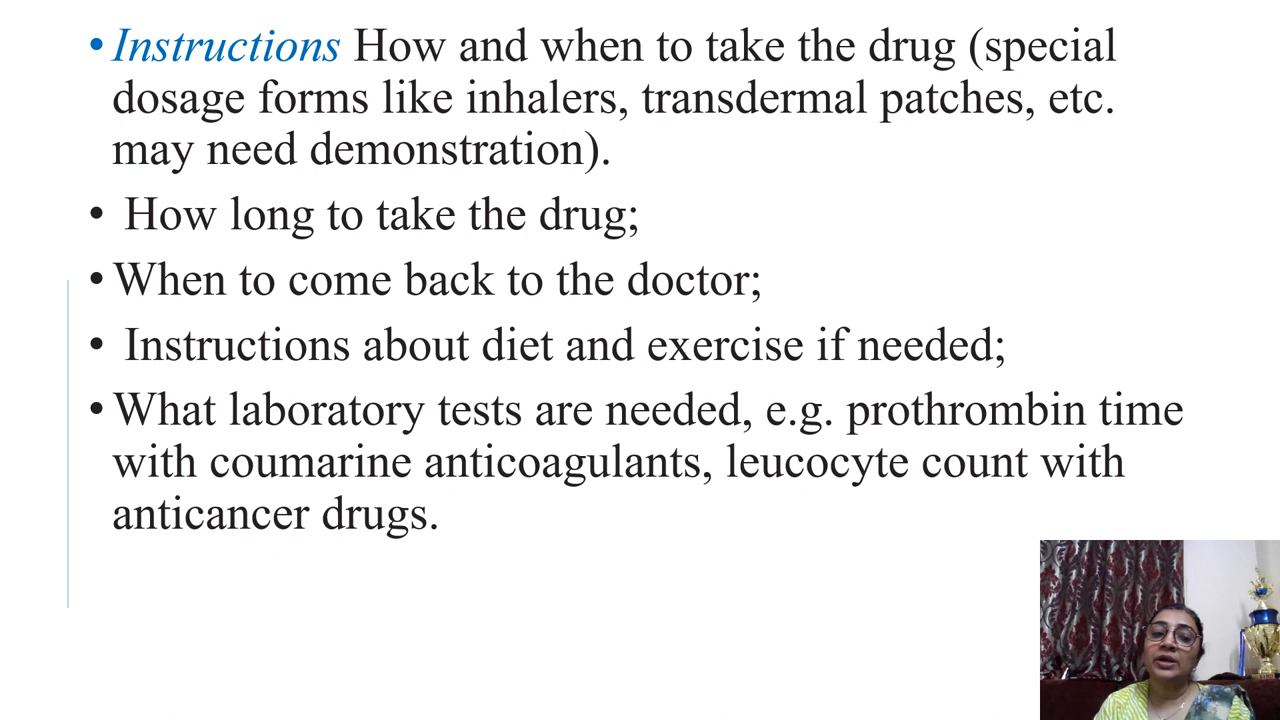 • Instructions How and when to take the drug (special
dosage forms like inhalers, transdermal patches, etc.
may need demonstration).
• How long to take the drug;
• When to come back to the doctor;
• Instructions about diet and exercise if needed;
• What laboratory tests are needed, e.g. prothrombin time
with coumarine anticoagulants, leucocyte count with
anticancer drugs.